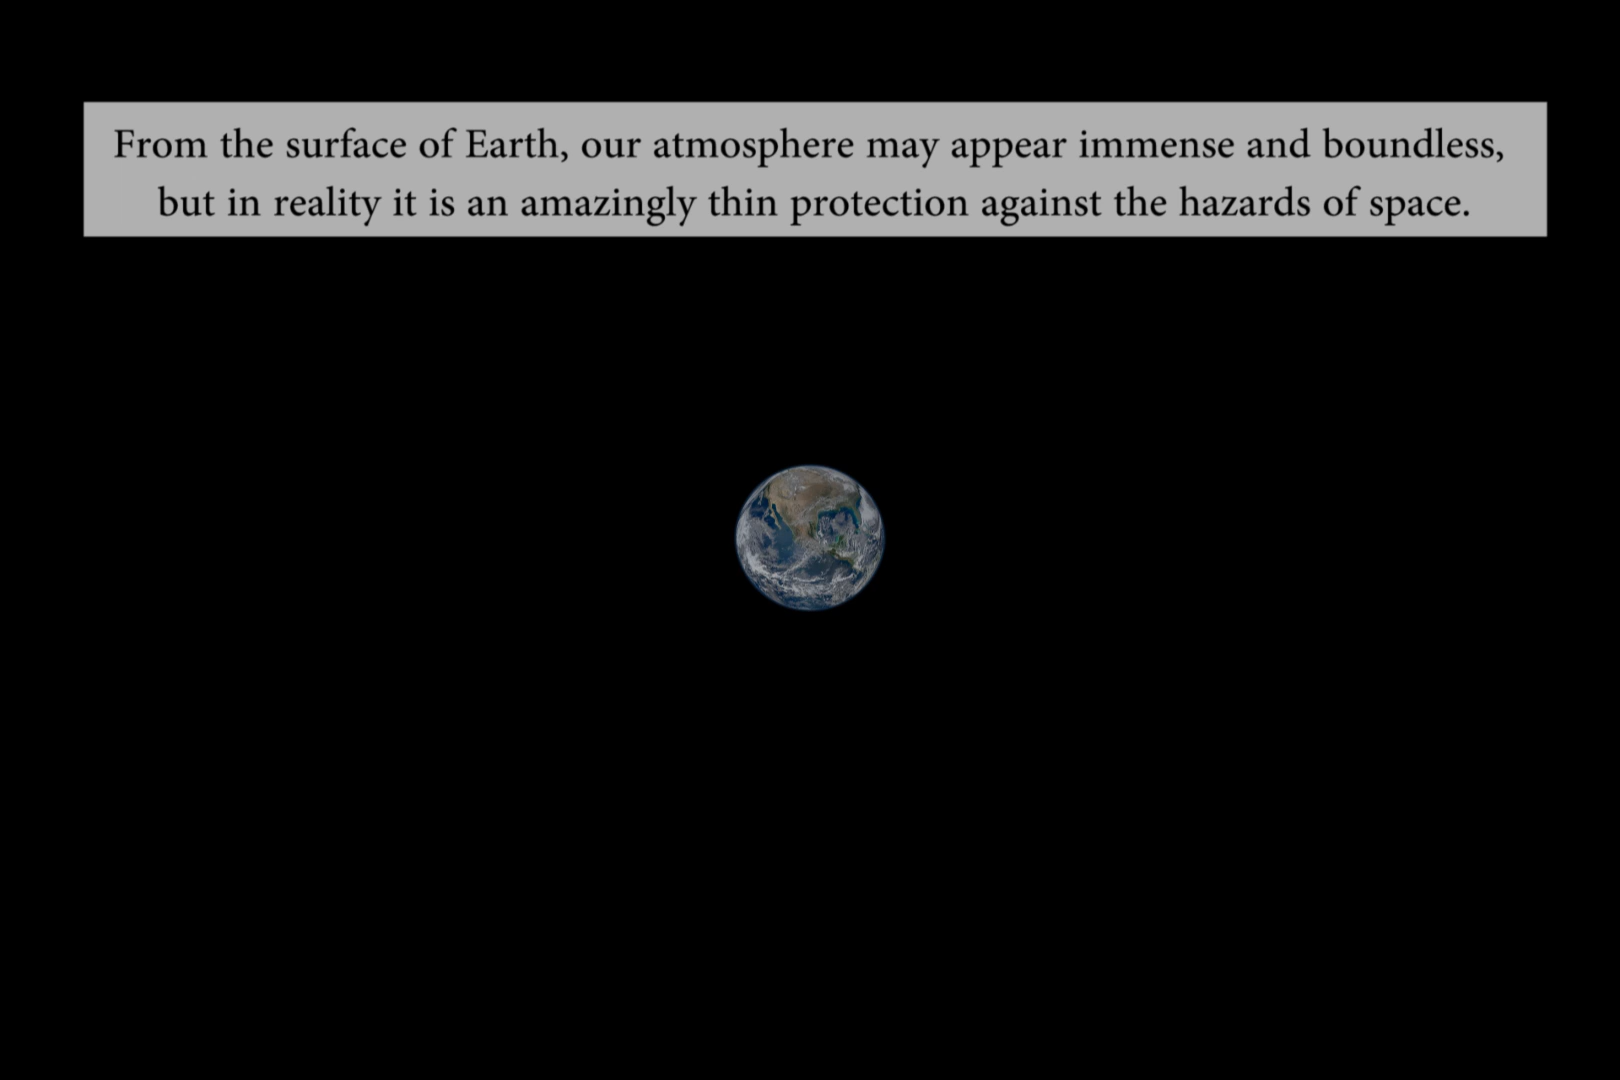 From the surface of Earth, our atmosphere may appear immense and boundless,
but in reality it is an amazingly thin protection against the hazards of space.